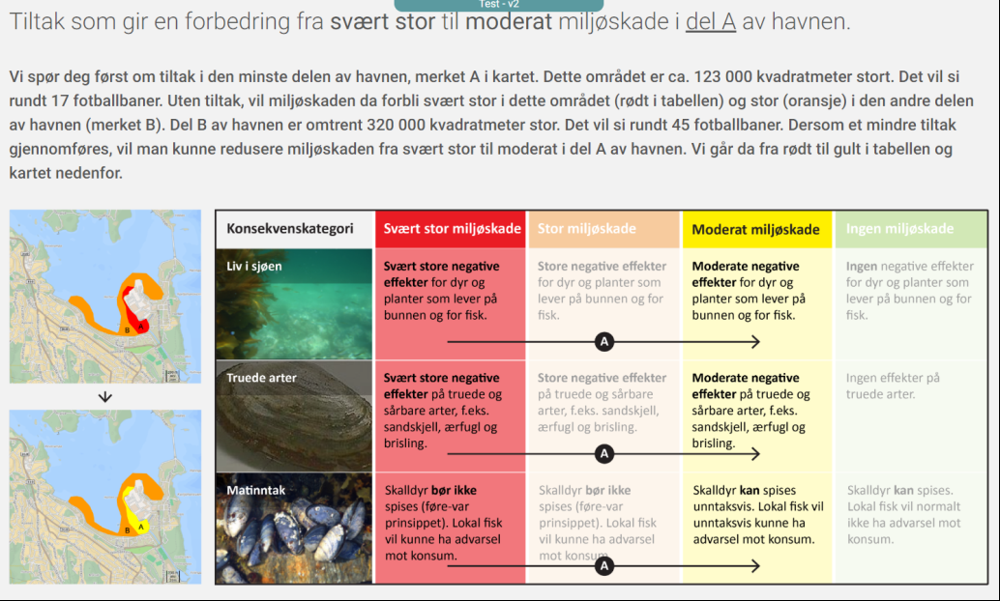 Test - v2
Tiltak som gir en forbedring fra svært stor til moderat miljøskade i del A av havnen.
Vi spør deg først om tiltak i den minste delen av havnen, merket A i kartet. Dette området er ca. 123 000 kvadratmeter stort. Det vil si
rundt 17 fotballbaner. Uten tiltak, vil miljøskaden da forbli svært stor i dette området (rødt i tabellen) og stor (oransje) i den andre delen
av havnen (merket B). Del B av havnen er omtrent 320 000 kvadratmeter stor. Det vil si rundt 45 fotballbaner. Dersom et mindre tiltak
gjennomføres, vil man kunne redusere miljøskaden fra svært stor til moderat i del A av havnen. Vi går da fra rødt til gult i tabellen og
kartet nedenfor.
B A
B A
Konsekvenskategori
Svært stor miljøskade
Stor miljøskade
Moderat miljøskade
Ingen miljøskade
Liv i sjøen
Svært store negative
effekter for dyr og
planter som lever på
bunnen og for fisk.
Store negative effekter
for dyr og planter som
lever på bunnen og for
fisk.
Moderate negative
effekter for dyr og
planter som lever på
bunnen og for fisk.
Ingen negative effekter
for dyr og planter som
lever på bunnen og for
fisk.
A
Truede arter
Svært store negative
effekter på truede og
sårbare arter, f.eks.
sandskjell, ærfugl og
brisling.
Store negative effekter
på truede og sårbare
arter, f.eks. sandskjell,
ærfugl og brisling.
Moderate negative
effekter på truede og
sårbare arter, f.eks.
sandskjell, ærfugl og
brisling.
Ingen effekter på
truede arter.
A
Matinntak
Skalldyr bør ikke
spises (føre-var
prinsippet). Lokal fisk
vil kunne ha advarsel
mot konsum.
Skalldyr bør ikke
spises (føre-var
prinsippet). Lokal fisk
vil kunne ha advarsel
mot konsum.
Skalldyr kan spises
unntaksvis. Lokal fisk vil
unntaksvis kunne ha
advarsel mot konsum.
Skalldyr kan spises.
Lokal fisk vil normalt
ikke ha advarsel mot
konsum.
A